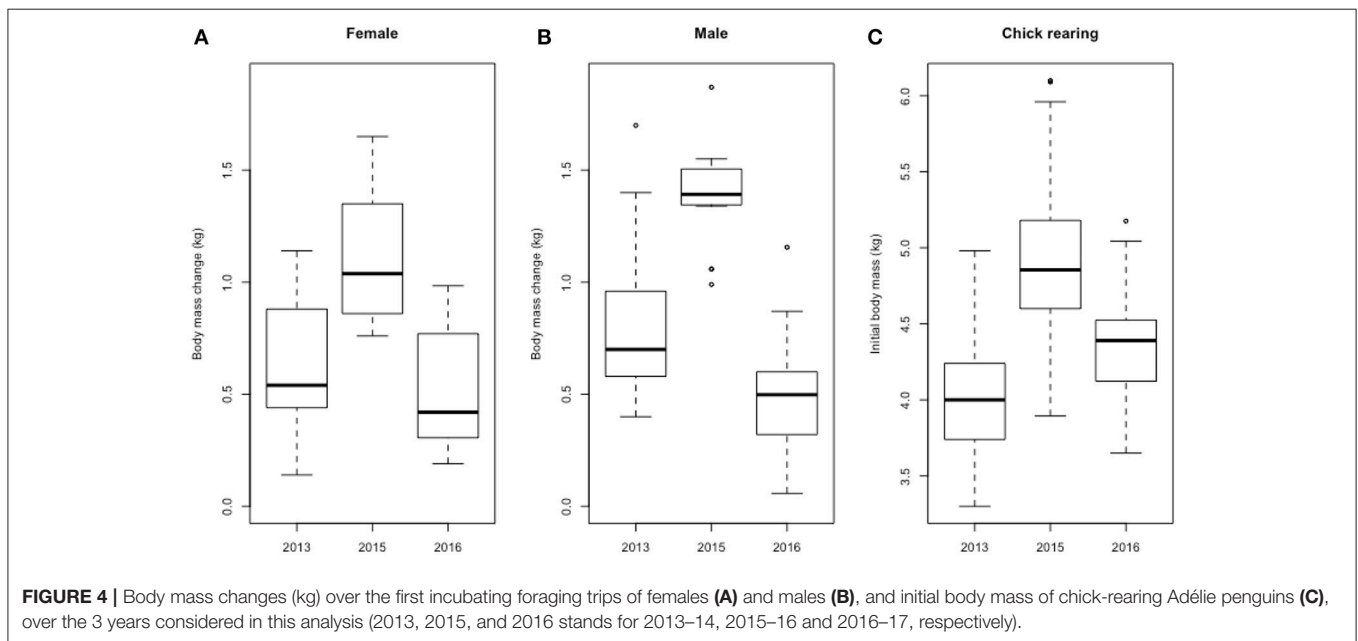 A
Female
Body mass change (kg)
1.5
1.0
0.5
0.0
2013 2015 2016
B
Male
Body mass change (kg)
1.5
1.0
0.5
0.0
2013 2015 2016
C
Chick rearing
Initial body mass (kg)
6.0
5.5
5.0
4.5
4.0
3.5
2013 2015 2016
FIGURE 4 | Body mass changes (kg) over the first incubating foraging trips of females (A) and males (B), and initial body mass of chick-rearing Adélie penguins (C),
over the 3 years considered in this analysis (2013, 2015, and 2016 stands for 2013–14, 2015–16 and 2016–17, respectively).